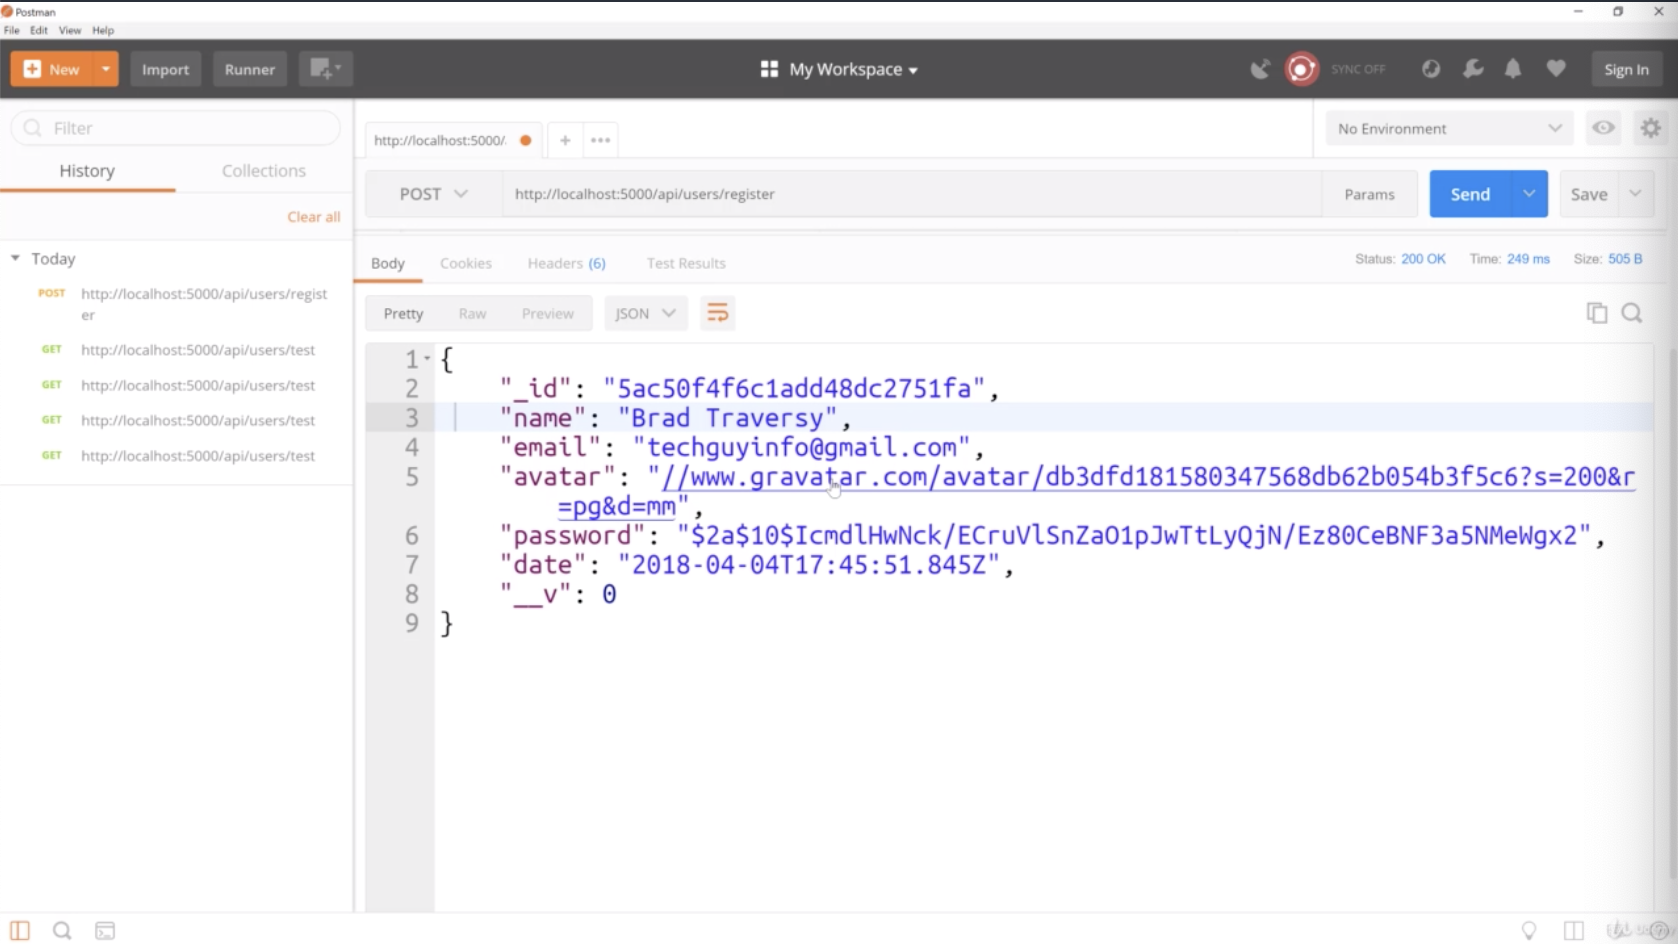 Postman
File Edit View Help
New Import Runner My Workspace SYNC OFF Sign In
Filter
History Collections
Clear all
Today
POST http://localhost:5000/api/users/regist
er
GET http://localhost:5000/api/users/test
GET http://localhost:5000/api/users/test
GET http://localhost:5000/api/users/test
GET http://localhost:5000/api/users/test
http://localhost:5000/ + ••• No Environment
POST http://localhost:5000/api/users/register Params Send Save
Body Cookies Headers (6) Test Results Status: 200 OK Time: 249 ms Size: 505 B
Pretty Raw Preview JSON
1 {
2 "_id": "5ac50f4f6c1add48dc2751fa",
3 "name": "Brad Traversy",
4 "email": "techguyinfo@gmail.com",
5 "avatar": "//www.gravatar.com/avatar/db3dfd181580347568db62b054b3f5c6?s=200&r
=pg&d=mm",
6 "password": "$2a$10$IcmdlHwNck/ECruVlSnZaO1pJwTtLyQjN/Ez80CeBNF3a5NMeWgx2",
7 "date": "2018-04-04T17:45:51.845Z",
8 "__v": 0
9 }